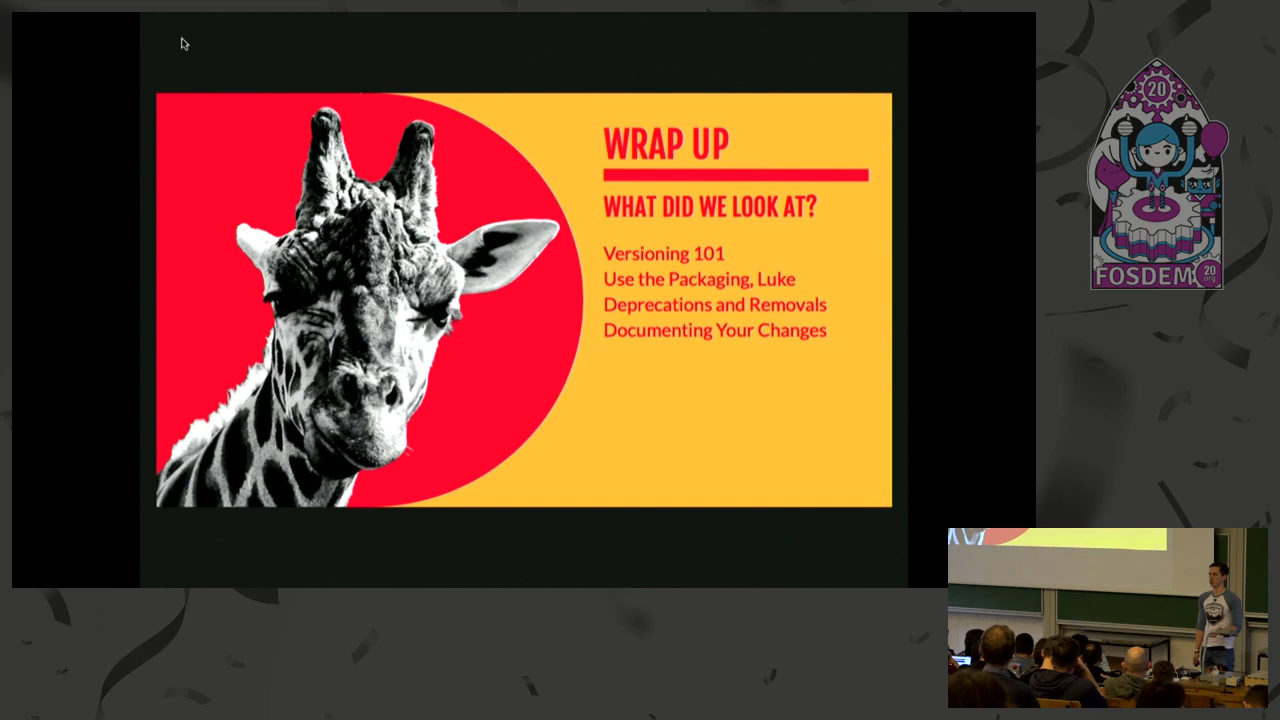 WRAP UP
WHAT DID WE LOOK AT?
Versioning 101
Use the Packaging, Luke
Deprecations and Removals
Documenting Your Changes
20
FOSDEM
20
org